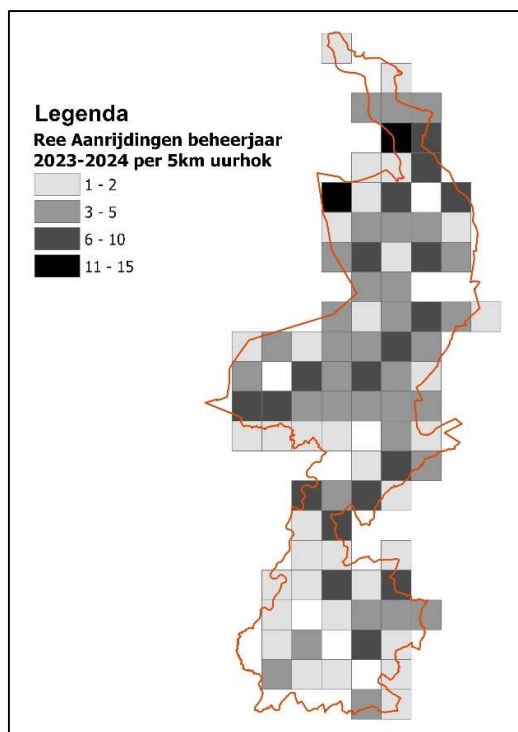 Legenda
Ree Aanrijdingen beheerjaar
2023-2024 per 5km uurhok
1 - 2
3 - 5
6 - 10
11 - 15